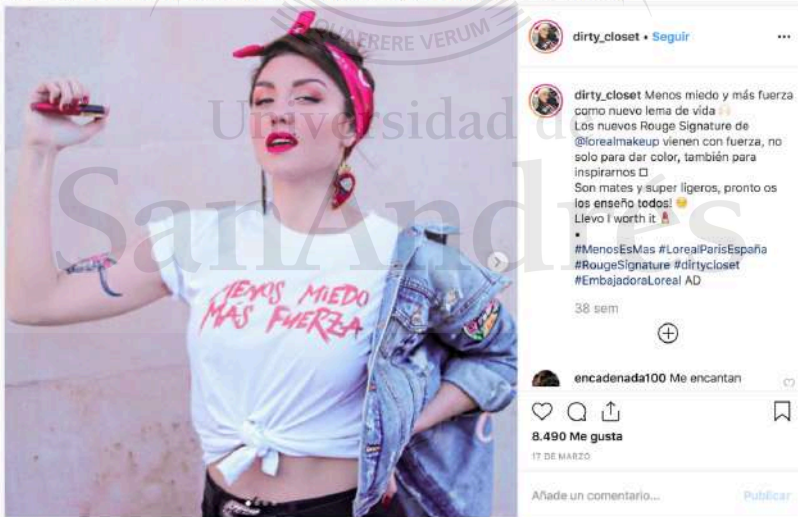 QUAERERE VERUM
Universidad de
SanAndrés
MENOS MIEDO
MÁS FUERZA
dirty_closet • Seguir
dirty_closet Menos miedo y más fuerza
como nuevo lema de vida
Los nuevos Rouge Signature de
@lorealmakeup vienen con fuerza, no
solo para dar color, también para
inspirarnos
Son mates y super ligeros, pronto os
los enseño todos!
Llevo I worth it
•
#MenosEsMas #LorealParisEspaña
#RougeSignature #dirtycloset
#EmbajadoraLoreal AD
38 sem
encadenada100 Me encantan
8.490 Me gusta
17 DE MARZO
Añade un comentario...
Publicar